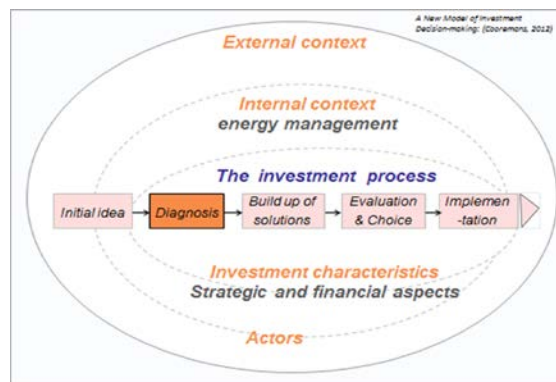 A New Model of Investment
Decision-making: (Cooremans, 2012)
External context
Internal context
energy management
The investment process
Initial idea
Diagnosis
Build up of
solutions
Evaluation
& Choice
Implemen
-tation
Investment characteristics
Strategic and financial aspects
Actors